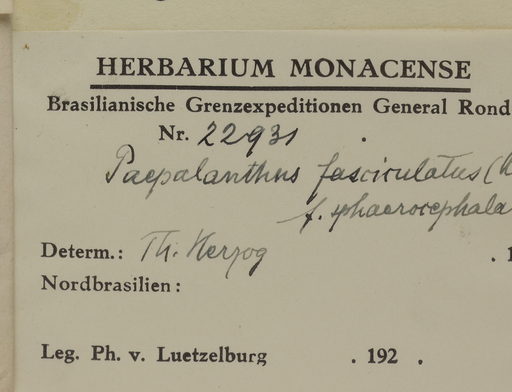 HERBARIUM MONACENSE
Brasilianische Grenzexpeditionen General Rond
Nr. 22931
Paepalanthus fasciculatus (
f. sphaerocephala
Determ.: Th. Herzog . 1
Nordbrasilien:
Leg. Ph. v. Luetzelburg . 192 .